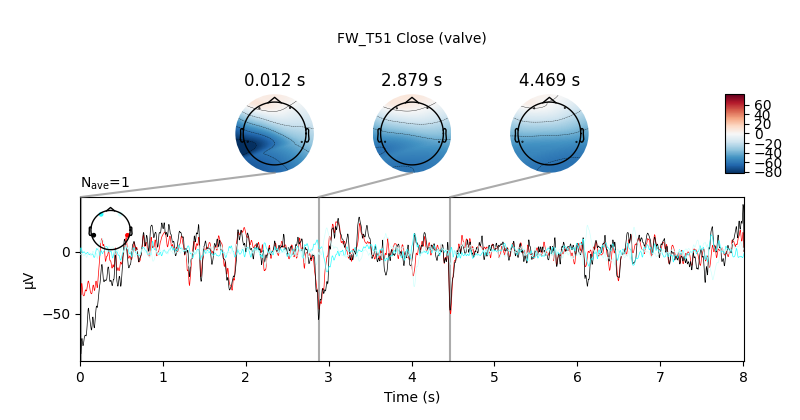 FW_T51 Close (valve)
0.012 s
2.879 s
4.469 s
60
40
20
0
−20
−40
−60
−80
Nave=1
0
−50
µV
0 1 2 3 4 5 6 7 8
Time (s)